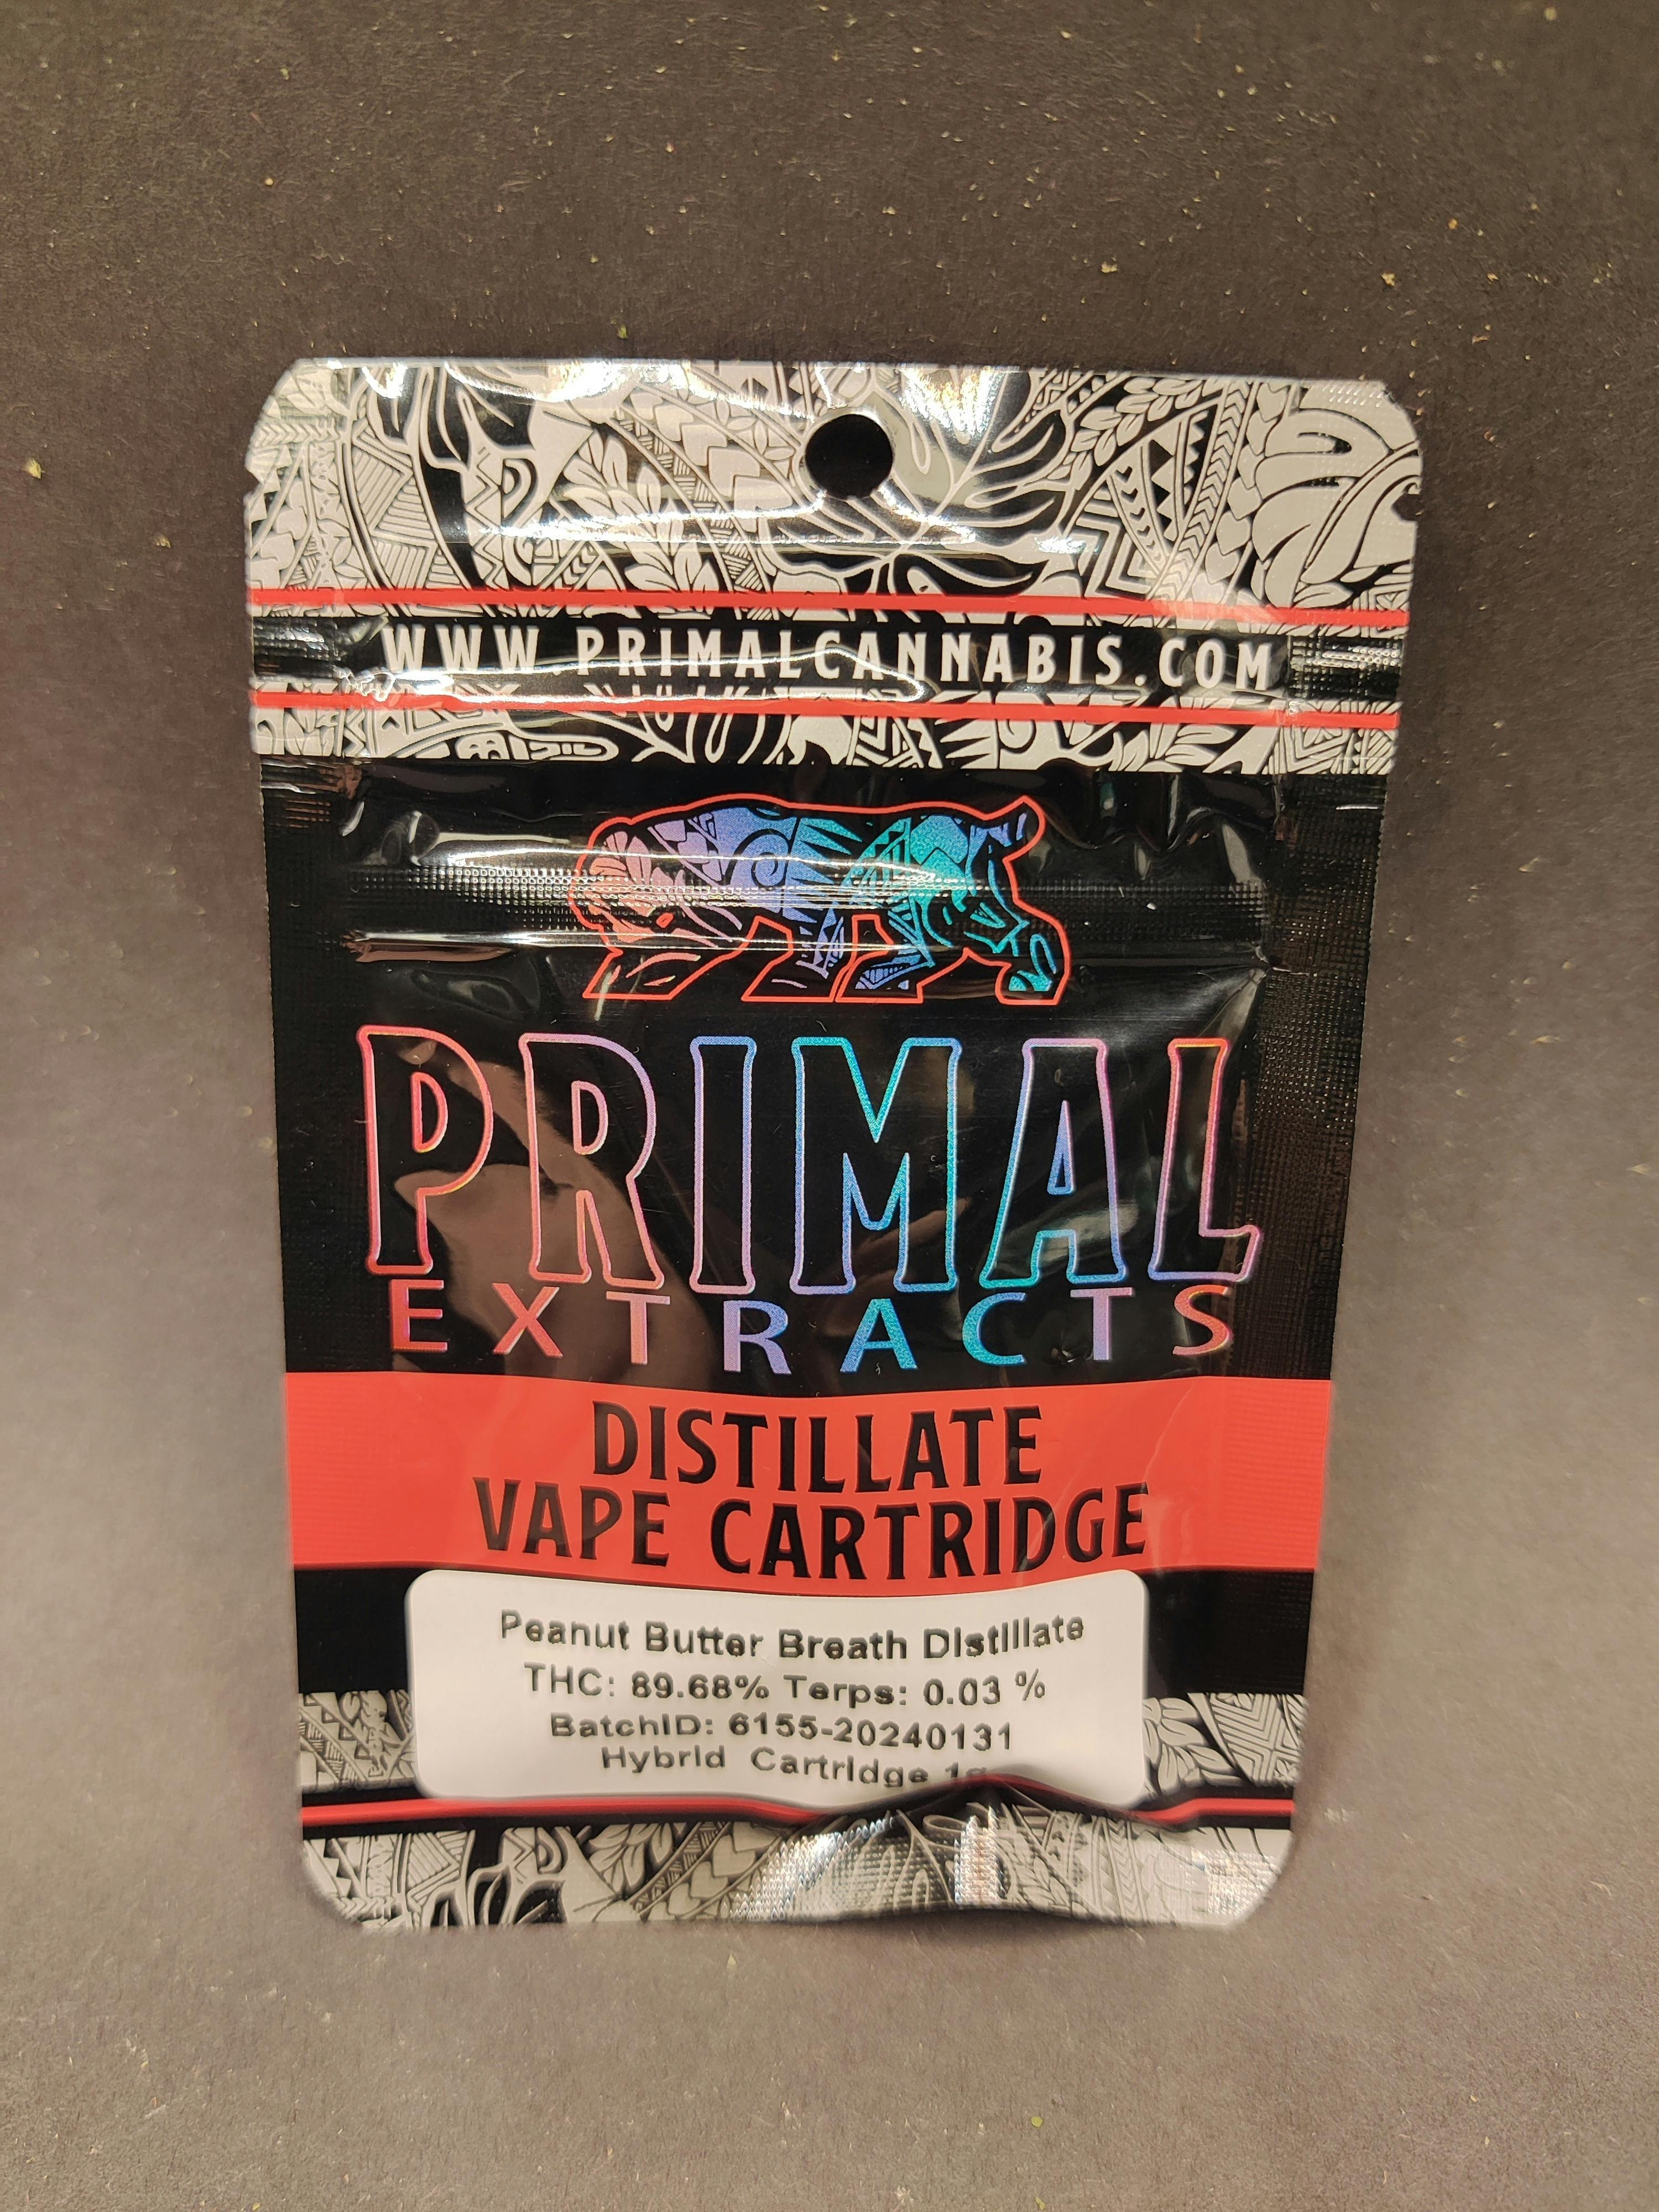 WWW.PRIMALCANNABIS.COM
PRIMAL
EXTRACTS
DISTILLATE
VAPE CARTRIDGE
Peanut Butter Breath Distillate
THC: 89.68% Terps: 0.03 %
BatchID: 6155-20240131
Hybrid Cartridge 1g